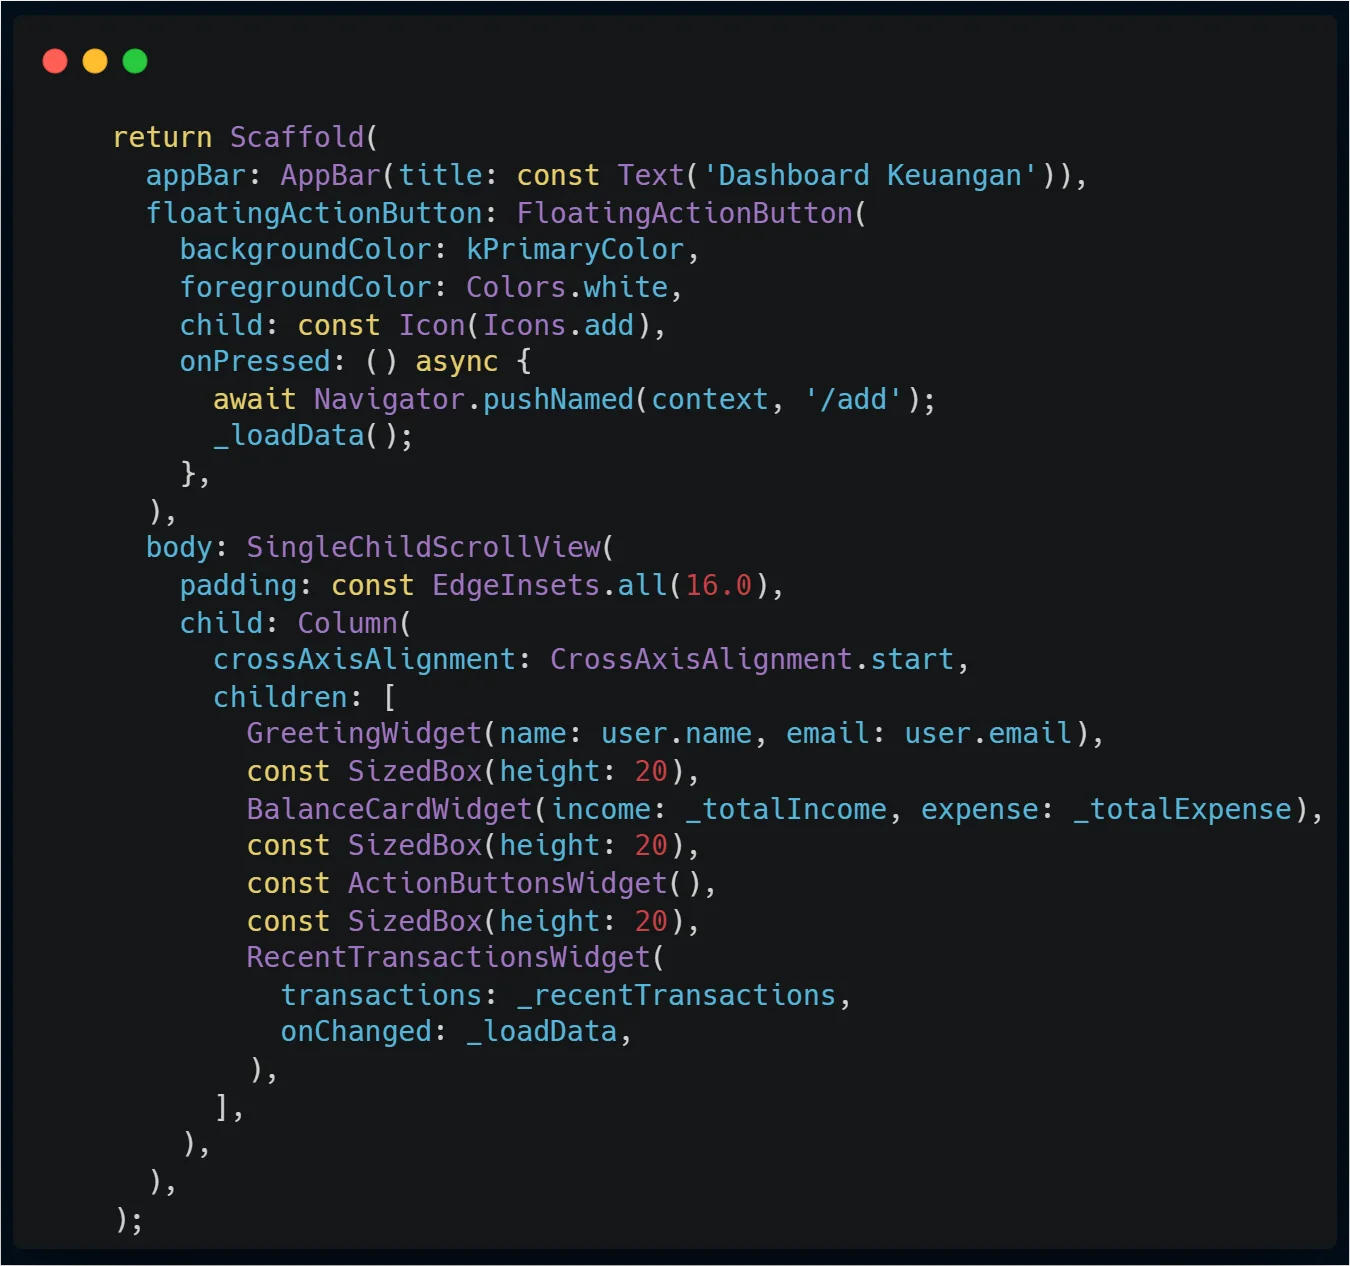 return Scaffold(
  appBar: AppBar(title: const Text('Dashboard Keuangan')),
  floatingActionButton: FloatingActionButton(
    backgroundColor: kPrimaryColor,
    foregroundColor: Colors.white,
    child: const Icon(Icons.add),
    onPressed: () async {
      await Navigator.pushNamed(context, '/add');
      _loadData();
    },
  ),
  body: SingleChildScrollView(
    padding: const EdgeInsets.all(16.0),
    child: Column(
      crossAxisAlignment: CrossAxisAlignment.start,
      children: [
        GreetingWidget(name: user.name, email: user.email),
        const SizedBox(height: 20),
        BalanceCardWidget(income: _totalIncome, expense: _totalExpense),
        const SizedBox(height: 20),
        const ActionButtonsWidget(),
        const SizedBox(height: 20),
        RecentTransactionsWidget(
          transactions: _recentTransactions,
          onChanged: _loadData,
        ),
      ],
    ),
  ),
);